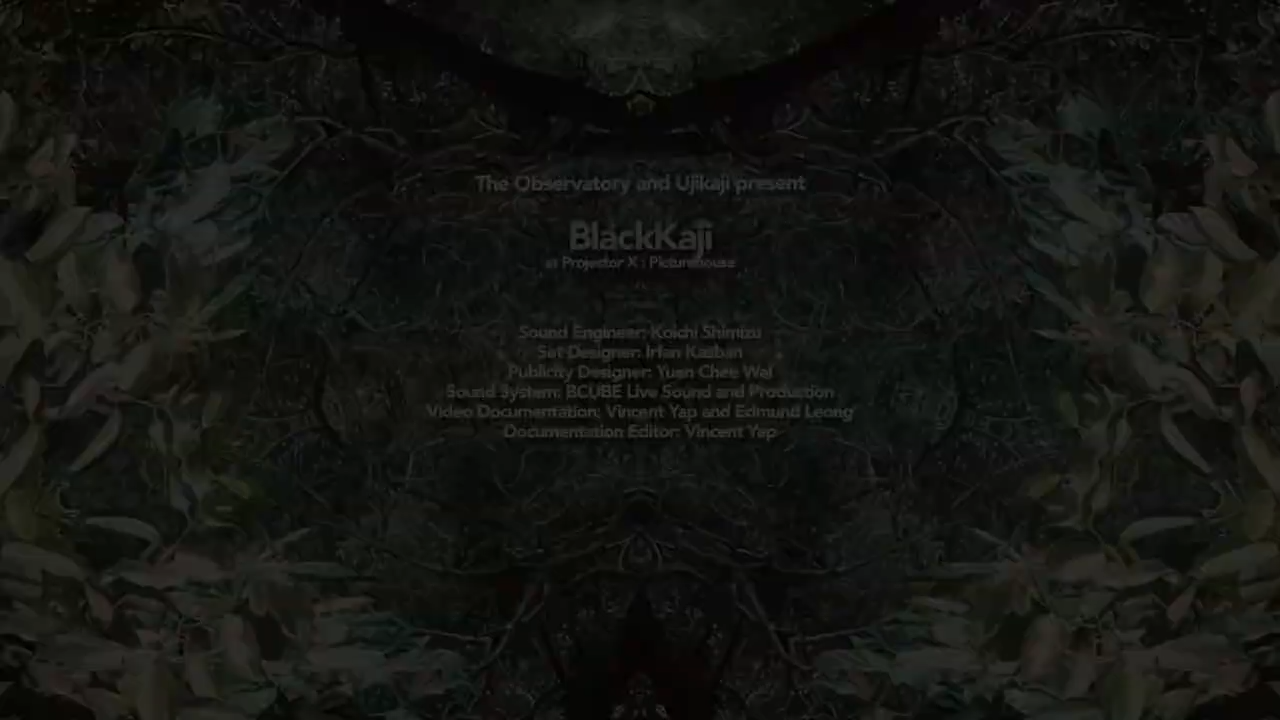 The Observatory and Ujikaji present
BlackKaji
at Projector X : Picturehouse
Sound Engineer: Koichi Shimizu
Set Designer: Irfan Kasban
Publicity Designer: Yuen Chee Wai
Sound System: BCUBE Live Sound and Production
Video Documentation: Vincent Yap and Edmund Leong
Documentation Editor: Vincent Yap